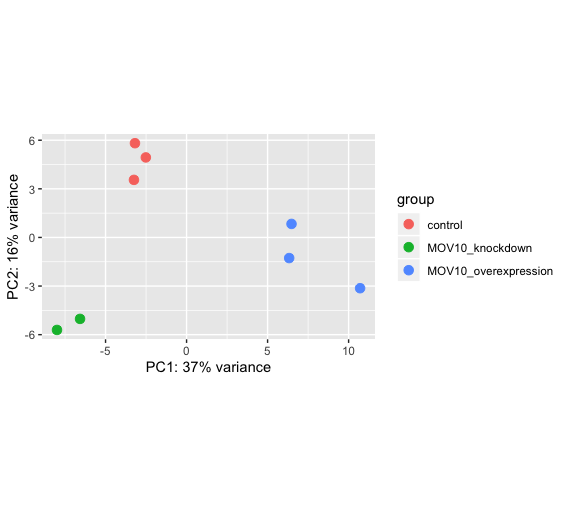 6
3
0
-3
-6
PC2: 16% variance
-5
0
5
10
PC1: 37% variance
group
control
MOV10_knockdown
MOV10_overexpression